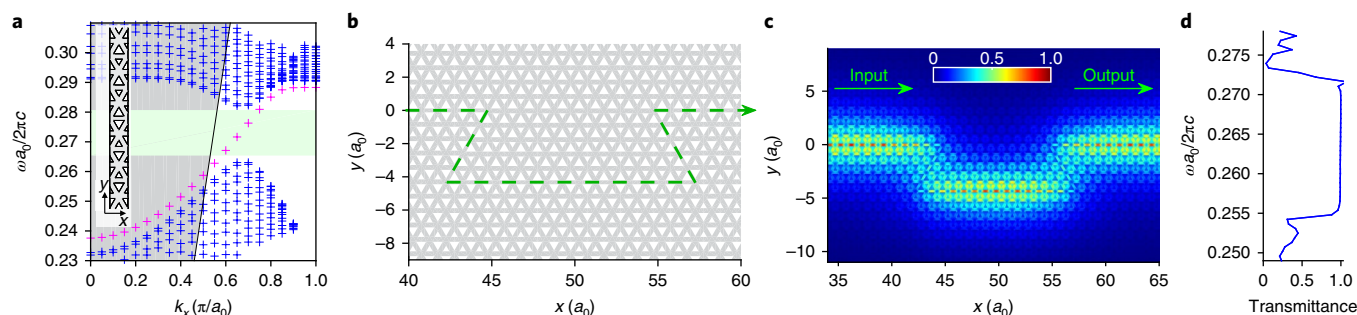 a
ωa0/2πc
0.30
0.29
0.28
0.27
0.26
0.25
0.24
0.23
y
x
0 0.2 0.4 0.6 0.8 1.0
kx (π/a0)
b
y (a0)
4
2
0
−2
−4
−6
−8
40 45 50 55 60
x (a0)
c
0 0.5 1.0
Input
Output
y (a0)
5
0
−5
−10
35 40 45 50 55 60 65
x (a0)
d
ωa0/2πc
0.275
0.270
0.265
0.260
0.255
0.250
0 0.5 1.0
Transmittance